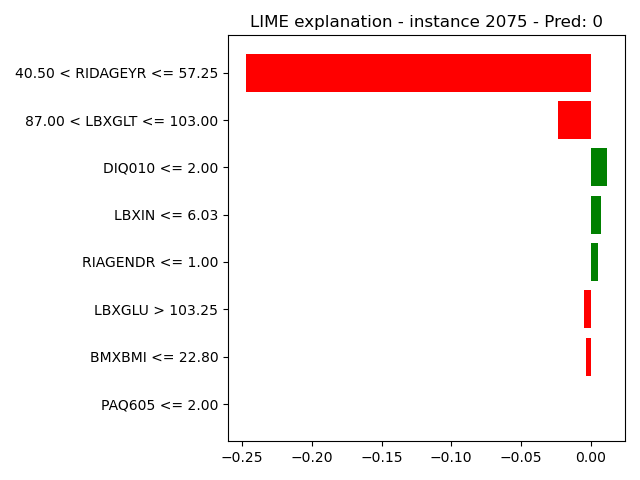 LIME explanation - instance 2075 - Pred: 0
40.50 < RIDAGEYR <= 57.25
87.00 < LBXGLT <= 103.00
DIQ010 <= 2.00
LBXIN <= 6.03
RIAGENDR <= 1.00
LBXGLU > 103.25
BMXBMI <= 22.80
PAQ605 <= 2.00
−0.25 −0.20 −0.15 −0.10 −0.05 0.00